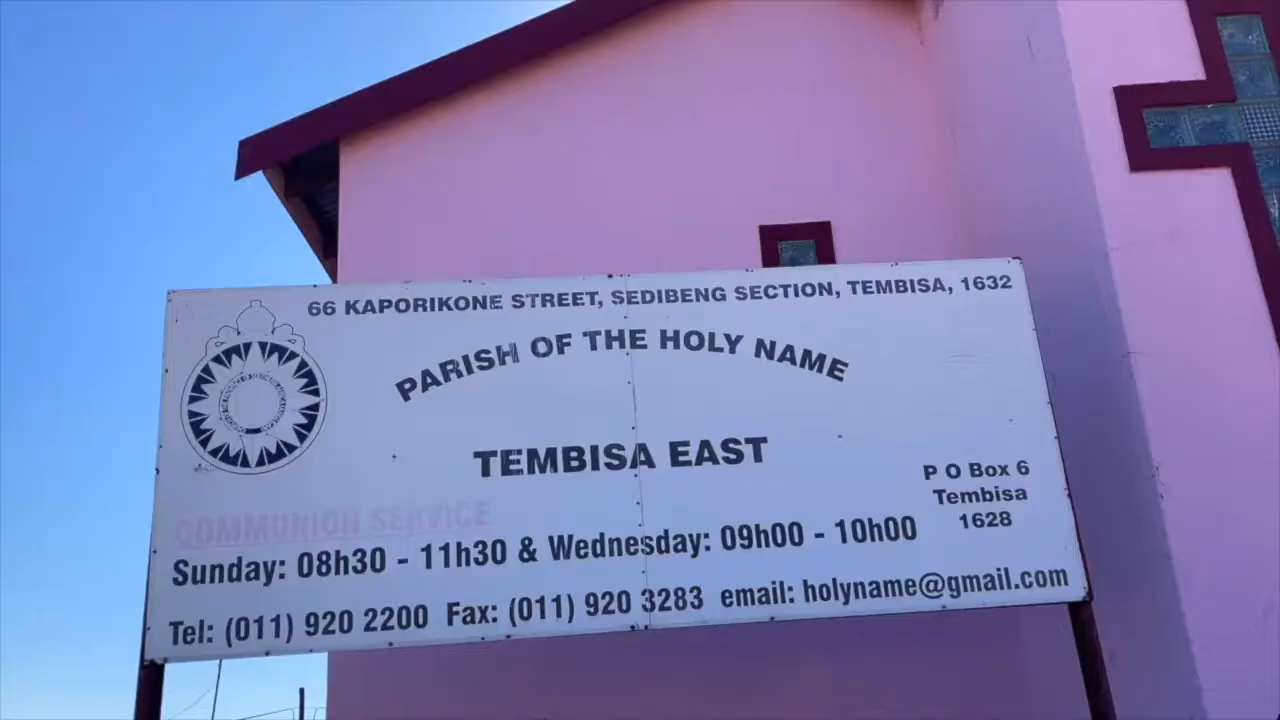 66 KAPORIKONE STREET, SEDIBENG SECTION, TEMBISA, 1632
PARISH OF THE HOLY NAME
TEMBISA EAST
P O Box 6
Tembisa
1628
COMMUNION SERVICE
Sunday: 08h30 - 11h30 & Wednesday: 09h00 - 10h00
Tel: (011) 920 2200 Fax: (011) 920 3283 email: holyname@gmail.com